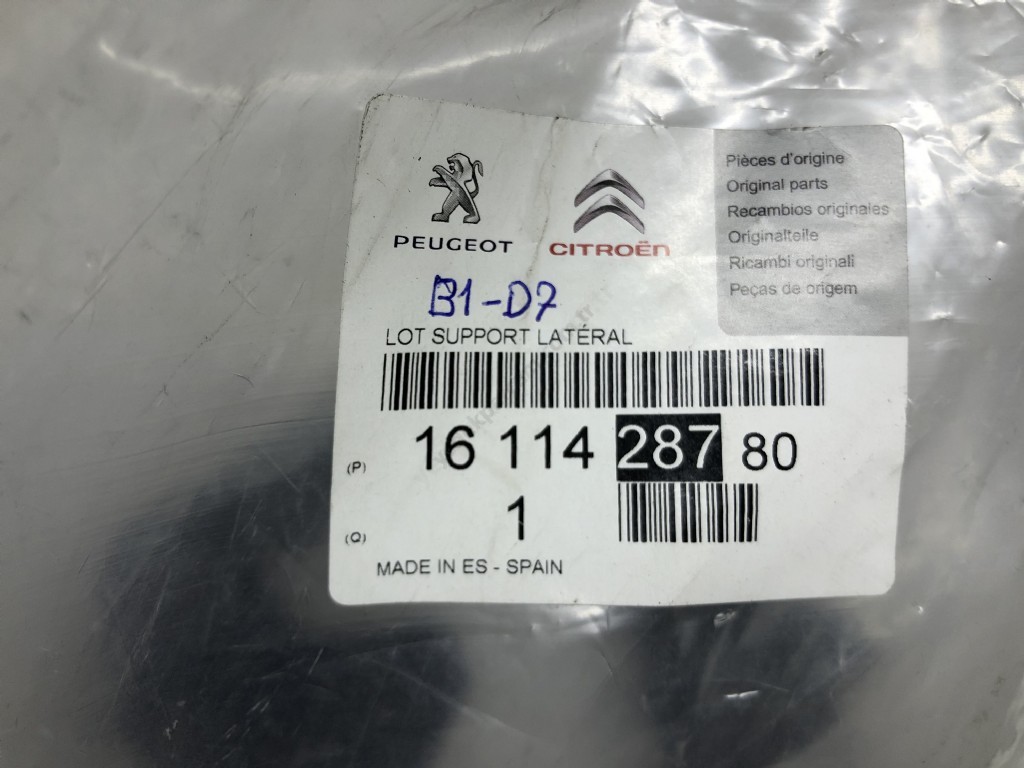 PEUGEOT
CITROËN
Pièces d'origine
Original parts
Recambios originales
Originalteile
Ricambi originali
Peças de origem
B1-D7
LOT SUPPORT LATÉRAL
(P) 16 114 287 80
(Q) 1
MADE IN ES - SPAIN